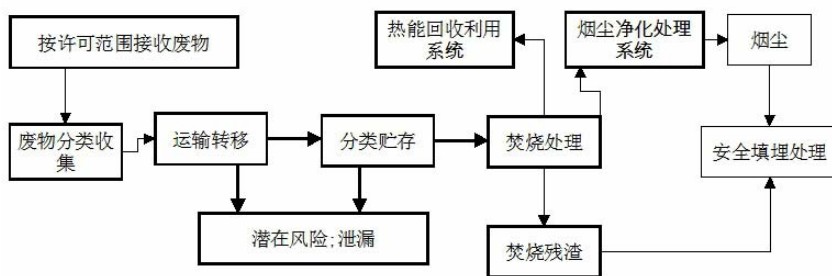 按许可范围接收废物
热能回收利用
系统
烟尘净化处理
系统
烟尘
废物分类收
集
运输转移
分类贮存
焚烧处理
安全填埋处理
潜在风险;泄漏
焚烧残渣